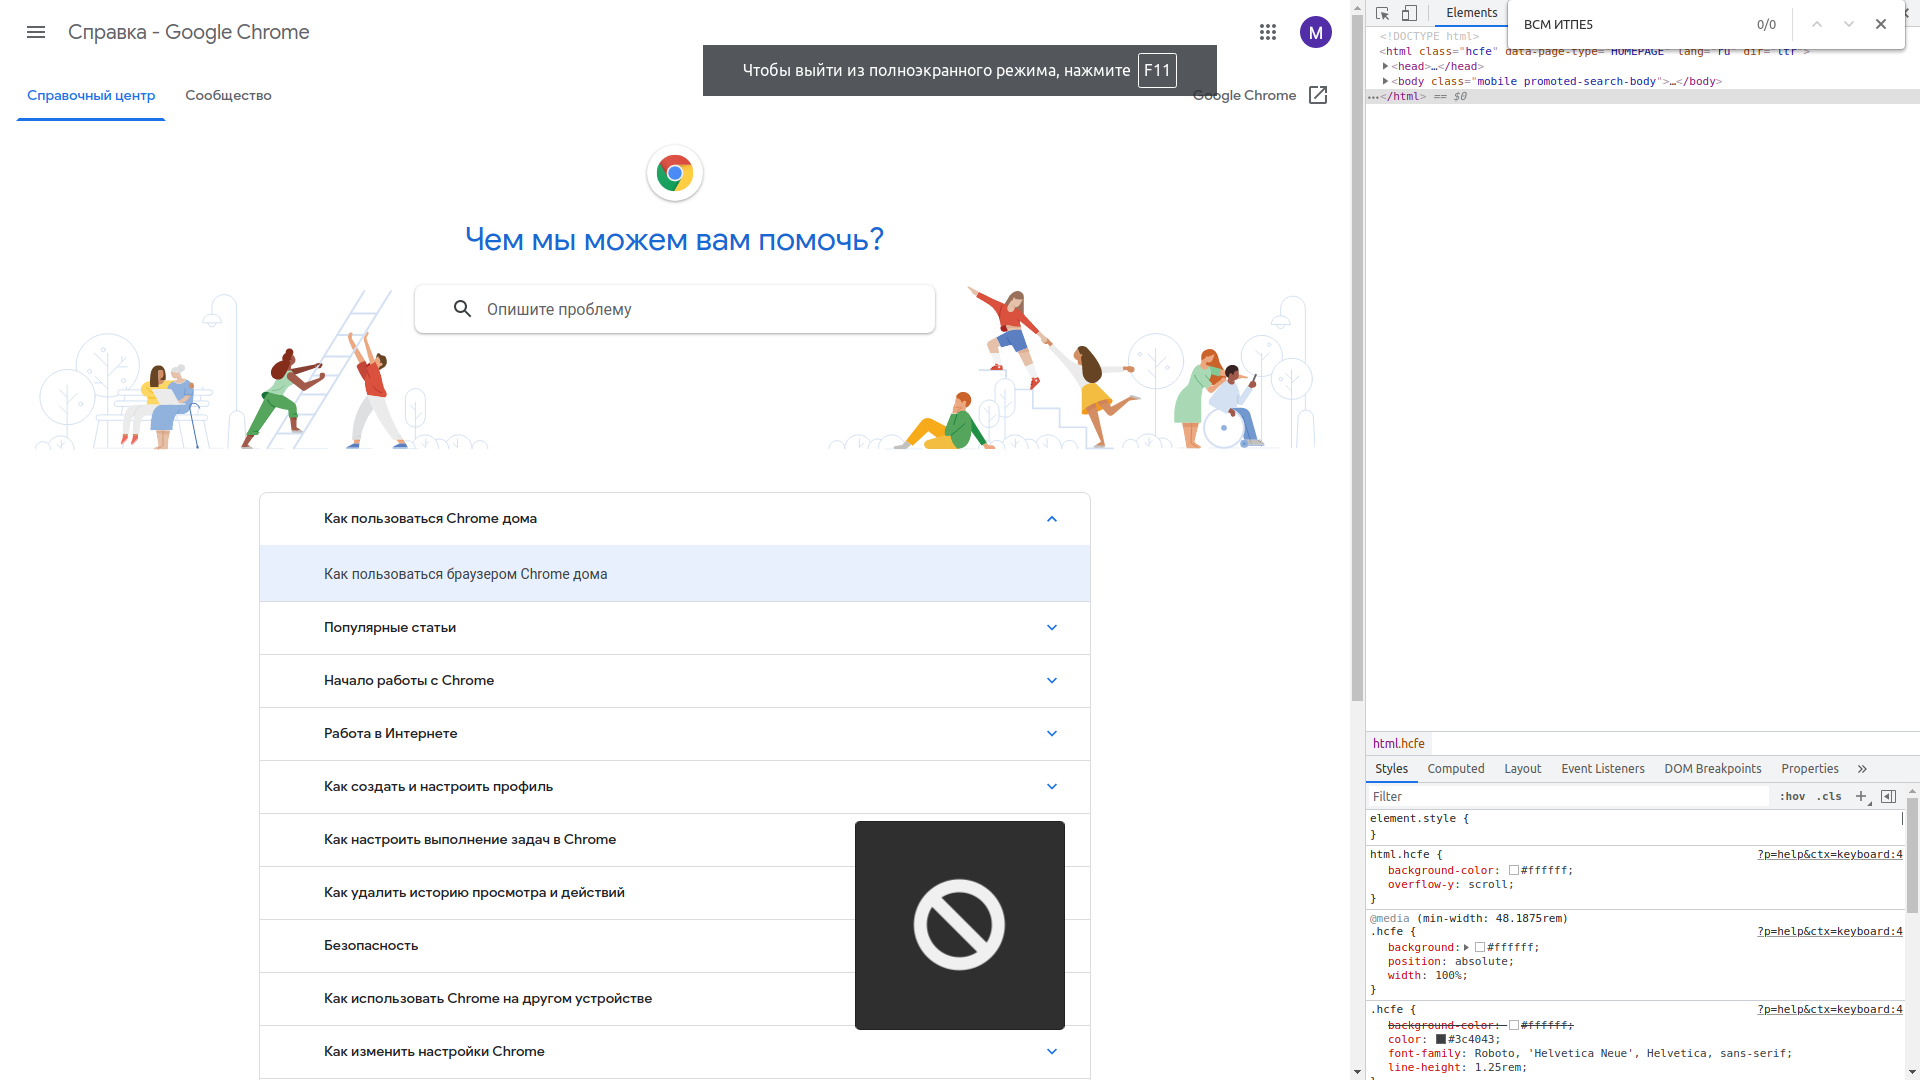 Справка - Google Chrome
M
Чтобы выйти из полноэкранного режима, нажмите F11
Справочный центр
Сообщество
Google Chrome
Чем мы можем вам помочь?
Опишите проблему
Как пользоваться Chrome дома
Как пользоваться браузером Chrome дома
Популярные статьи
Начало работы с Chrome
Работа в Интернете
Как создать и настроить профиль
Как настроить выполнение задач в Chrome
Как удалить историю просмотра и действий
Безопасность
Как использовать Chrome на другом устройстве
Как изменить настройки Chrome
Elements
ВСМ ИТПЕ5
0/0
<!DOCTYPE html>
<html class="hcfe" data-page-type="HOMEPAGE" lang="ru" dir="ltr">
<head>…</head>
<body class="mobile promoted-search-body">…</body>
…</html> == $0
html.hcfe
Styles Computed Layout Event Listeners DOM Breakpoints Properties »
Filter :hov .cls +
element.style {
}
html.hcfe { ?p=help&ctx=keyboard:4
background-color: #ffffff;
overflow-y: scroll;
}
@media (min-width: 48.1875rem)
.hcfe { ?p=help&ctx=keyboard:4
background: #ffffff;
position: absolute;
width: 100%;
}
.hcfe { ?p=help&ctx=keyboard:4
background-color: #ffffff;
color: #3c4043;
font-family: Roboto, 'Helvetica Neue', Helvetica, sans-serif;
line-height: 1.25rem;